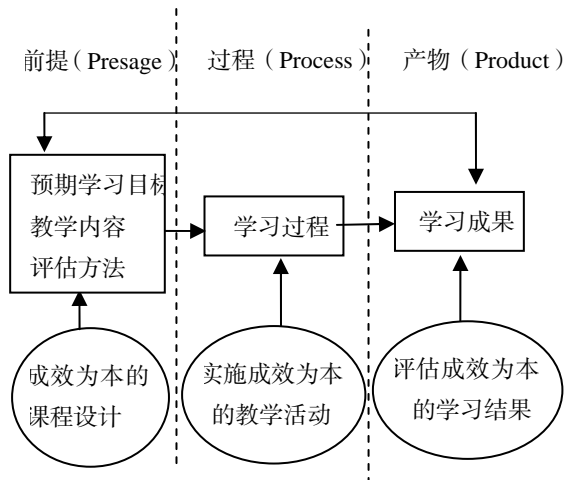 前提（Presage）
过程（Process）
产物（Product）
预期学习目标
教学内容
评估方法
学习过程
学习成果
成效为本的
课程设计
实施成效为本
的教学活动
评估成效为本
的学习结果